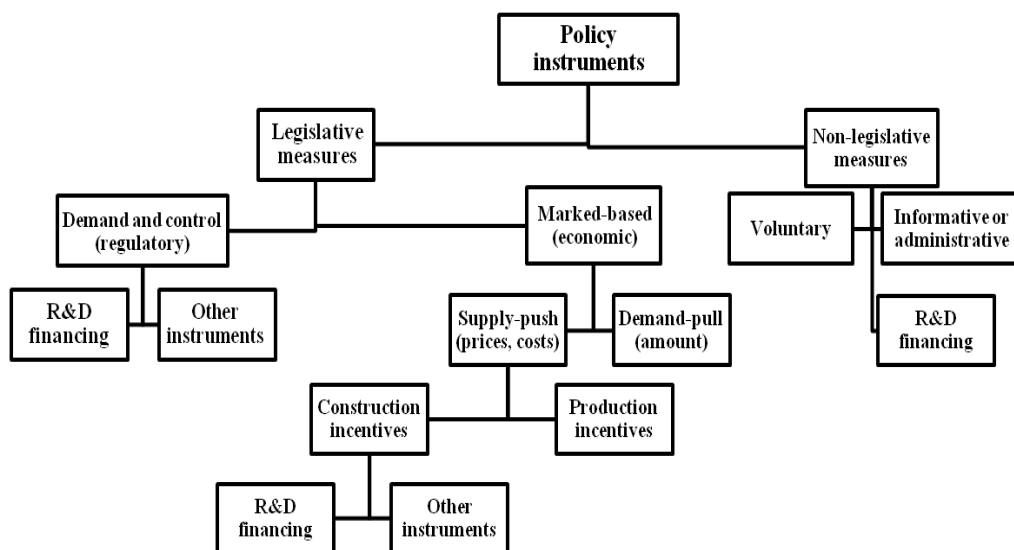 Policy
instruments
Legislative
measures
Non-legislative
measures
Demand and control
(regulatory)
Marked-based
(economic)
Voluntary
Informative or
administrative
R&D
financing
Other
instruments
Supply-push
(prices, costs)
Demand-pull
(amount)
R&D
financing
Construction
incentives
Production
incentives
R&D
financing
Other
instruments